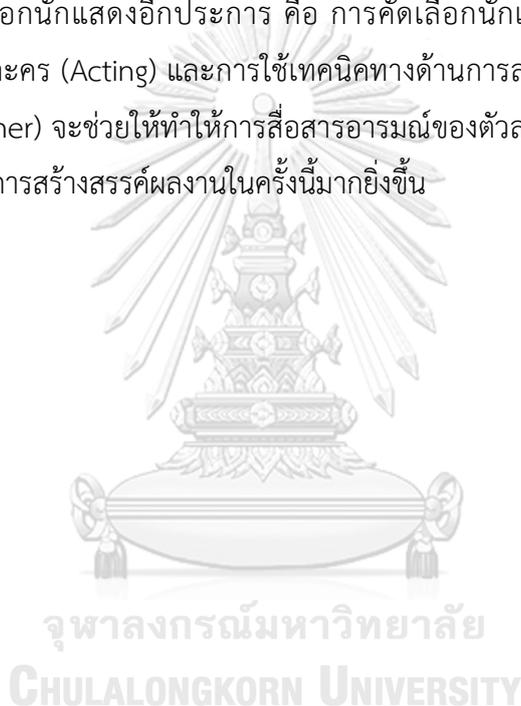 อกนักแสดงอีกประการ คือ การคัดเลือกนักเ
ะคร (Acting) และการใช้เทคนิคทางด้านการล
ner) จะช่วยให้ทำให้การสื่อสารอารมณ์ของตัวล
การสร้างสรรค์ผลงานในครั้งนี้มากยิ่งขึ้น
จุฬาลงกรณ์มหาวิทยาลัย
CHULALONGKORN UNIVERSITY